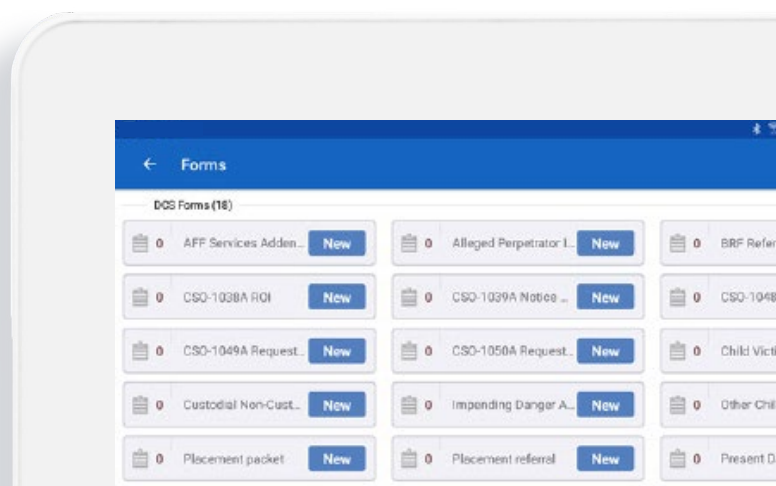 Forms
DCS Forms (18)
0 AFF Services Adden... New 0 Alleged Perpetrator I... New 0 BRF Refer
0 CSO-1038A ROI New 0 CSO-1039A Notice ... New 0 CSO-1048
0 CSO-1049A Request... New 0 CSO-1050A Request... New 0 Child Victi
0 Custodial Non-Cust... New 0 Impending Danger A... New 0 Other Chil
0 Placement packet New 0 Placement referral New 0 Present D